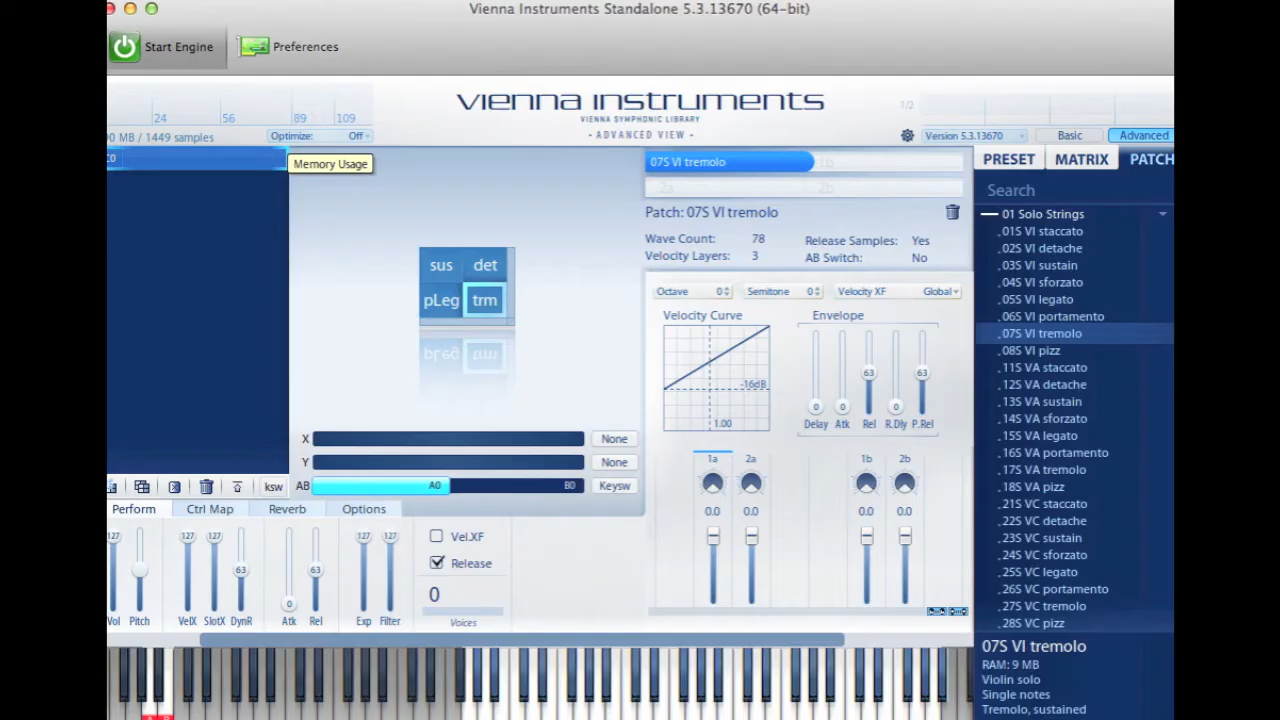 Vienna Instruments Standalone 5.3.13670 (64-bit)
Start Engine
Preferences
24 56 89 109
vienna instruments
VIENNA SYMPHONIC LIBRARY
- ADVANCED VIEW -
1/2
0 MB / 1449 samples
Optimize: Off
Version 5.3.13670
Basic
Advanced
Memory Usage
07S VI tremolo 1b
2a 2b
PRESET MATRIX PATCH
Search
Patch: 07S VI tremolo
Wave Count: 78
Velocity Layers: 3
Release Samples: Yes
AB Switch: No
sus det
pLeg trm
Octave 0 Semitone 0 Velocity XF Global
Velocity Curve
-16dB
1.00
Envelope
0 0 63 0 63
Delay Atk Rel R.Dly P.Rel
1a 2a 1b 2b
0.0 0.0 0.0 0.0
X None
Y None
AB A0 B0 Keysw
ksw
Perform Ctrl Map Reverb Options
127 127 127 63 0 63 127 127
Vol Pitch VelX SlotX DynR Atk Rel Exp Filter
Vel.XF
Release
0
Voices
01 Solo Strings
01S VI staccato
02S VI detache
03S VI sustain
04S VI sforzato
05S VI legato
06S VI portamento
07S VI tremolo
08S VI pizz
11S VA staccato
12S VA detache
13S VA sustain
14S VA sforzato
15S VA legato
16S VA portamento
17S VA tremolo
18S VA pizz
21S VC staccato
22S VC detache
23S VC sustain
24S VC sforzato
25S VC legato
26S VC portamento
27S VC tremolo
28S VC pizz
07S VI tremolo
RAM: 9 MB
Violin solo
Single notes
Tremolo, sustained